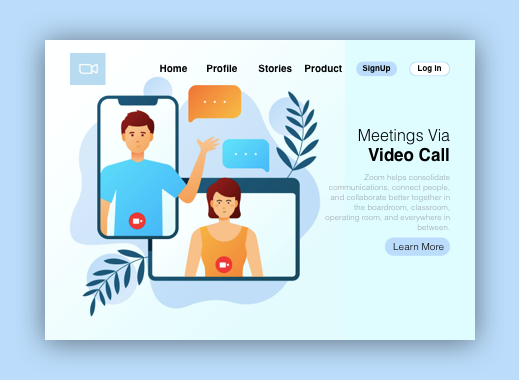 Home Profile Stories Product SignUp Log In
Meetings Via
Video Call
Zoom helps consolidate
communications, connect people,
and collaborate better together in
the boardroom, classroom,
operating room, and everywhere in
between.
Learn More